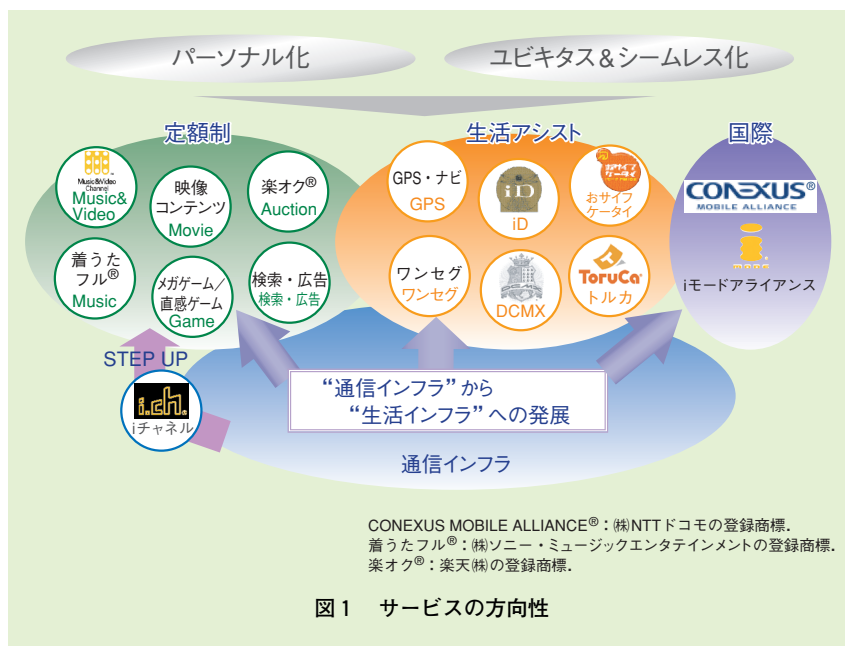 パーソナル化
ユビキタス＆シームレス化
定額制
生活アシスト
国際
Music&Video
Channel
Music&
Video
映像
コンテンツ
Movie
楽オク®
Auction
着うた
フル®
Music
メガゲーム／
直感ゲーム
Game
検索・広告
検索・広告
GPS・ナビ
GPS
iD
iD
おサイフ
ケータイ
おサイフ
ケータイ
ワンセグ
ワンセグ
DCMX
DCMX
ToruCa
トルカ
CONEXUS®
MOBILE ALLIANCE
iモードアライアンス
STEP UP
i.ch.
iチャネル
“通信インフラ”から
“生活インフラ”への発展
通信インフラ
CONEXUS MOBILE ALLIANCE®：㈱NTTドコモの登録商標．
着うたフル®：㈱ソニー・ミュージックエンタテインメントの登録商標．
楽オク®：楽天㈱の登録商標．
図1　サービスの方向性